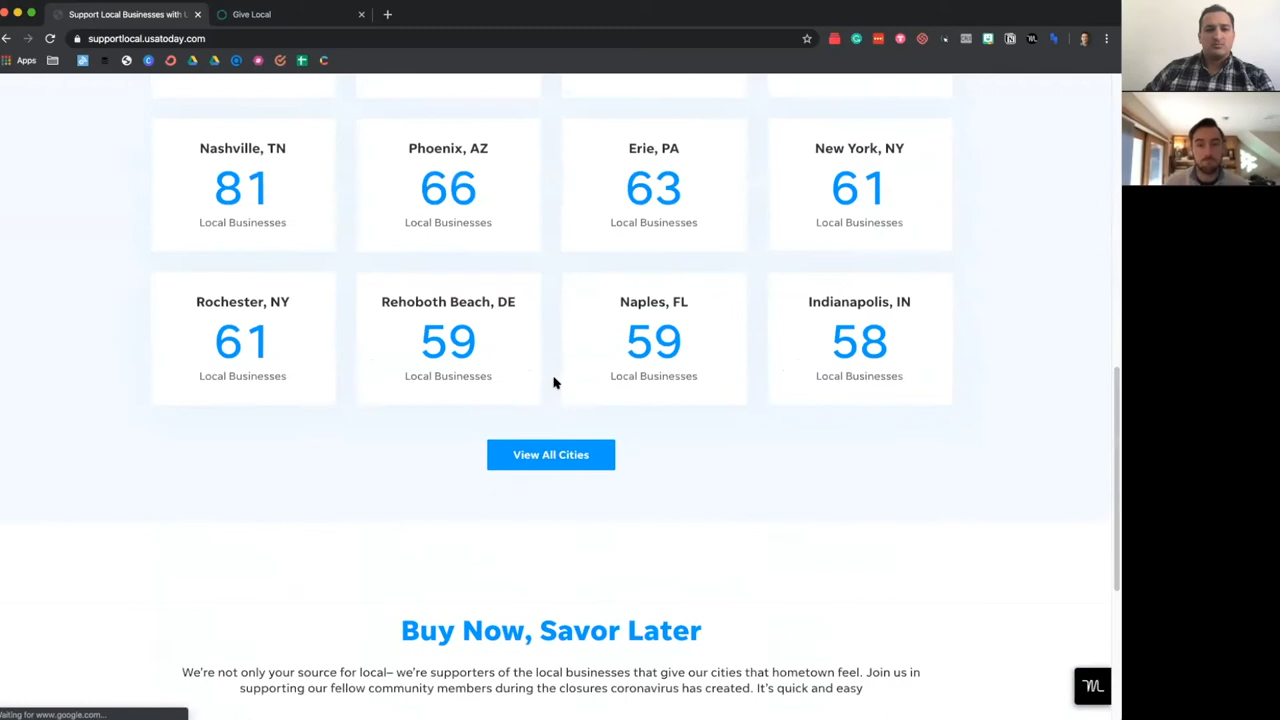 Support Local Businesses with U
Give Local
supportlocal.usatoday.com
Apps
Nashville, TN
Phoenix, AZ
Erie, PA
New York, NY
81
66
63
61
Local Businesses
Local Businesses
Local Businesses
Local Businesses
Rochester, NY
Rehoboth Beach, DE
Naples, FL
Indianapolis, IN
61
59
59
58
Local Businesses
Local Businesses
Local Businesses
Local Businesses
View All Cities
Buy Now, Savor Later
We're not only your source for local– we're supporters of the local businesses that give our cities that hometown feel. Join us in
supporting our fellow community members during the closures coronavirus has created. It's quick and easy
Waiting for www.google.com...